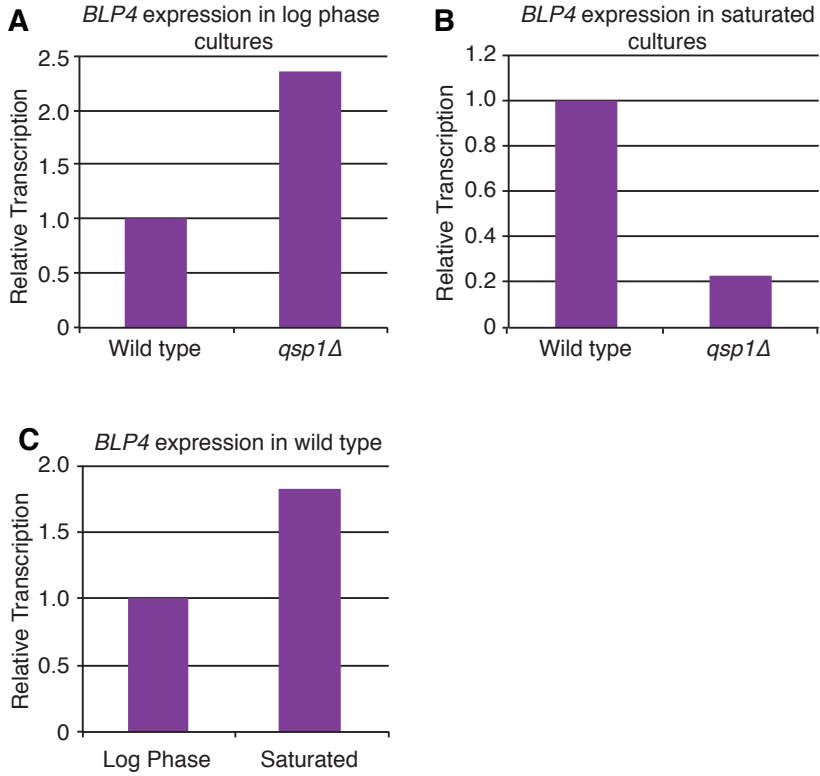 A
BLP4 expression in log phase
cultures
Relative Transcription
2.5
2.0
1.5
1.0
0.5
0
Wild type
qsp1Δ
B
BLP4 expression in saturated
cultures
Relative Transcription
1.2
1.0
0.8
0.6
0.4
0.2
0
Wild type
qsp1Δ
C
BLP4 expression in wild type
Relative Transcription
2.0
1.5
1.0
0.5
0
Log Phase
Saturated